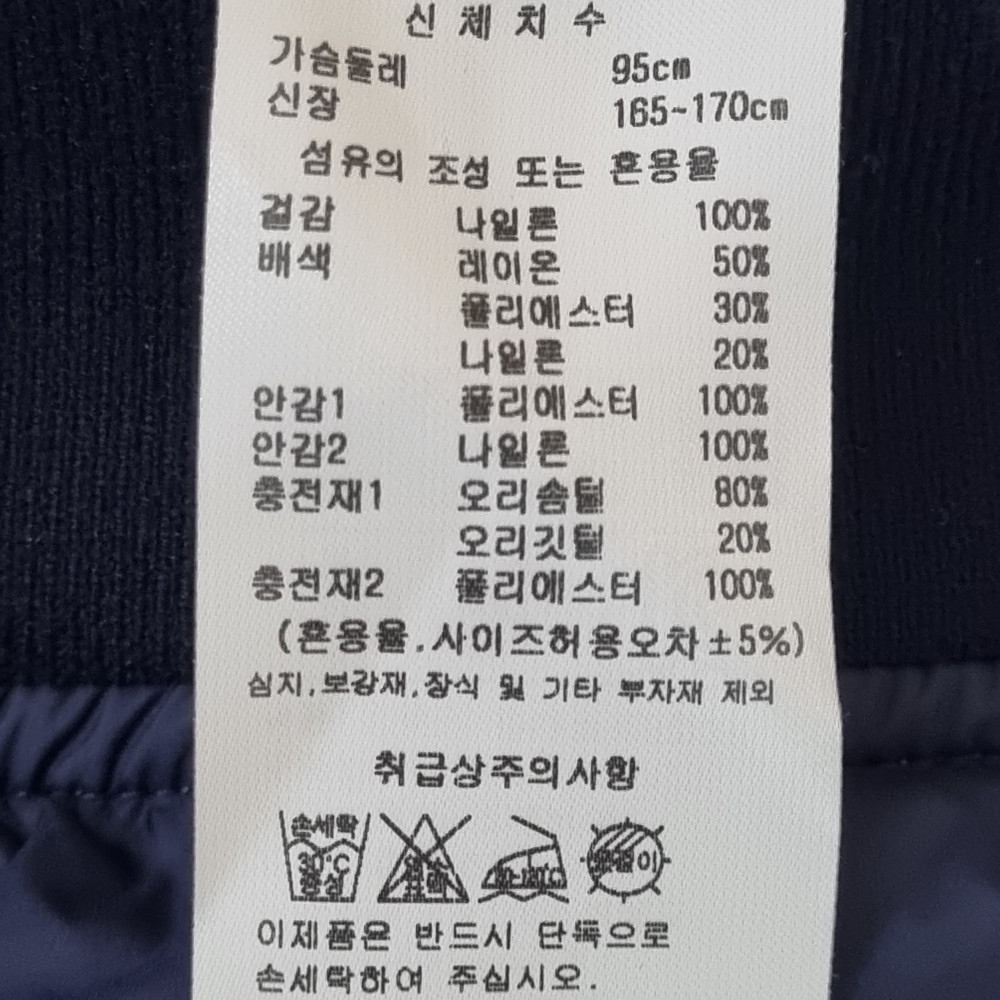 신체치수
가슴둘레 95cm
신장 165~170cm
섬유의 조성 또는 혼용율
겉감 나일론 100%
배색 레이온 50%
폴리에스터 30%
나일론 20%
안감1 폴리에스터 100%
안감2 나일론 100%
충전재1 오리솜털 80%
오리깃털 20%
충전재2 폴리에스터 100%
(혼용율.사이즈허용오차±5%)
심지.보강재.장식 및 기타 부자재 제외
취급상주의사항
손세탁
30°C
중성
이제품은 반드시 단독으로
손세탁하여 주십시오.